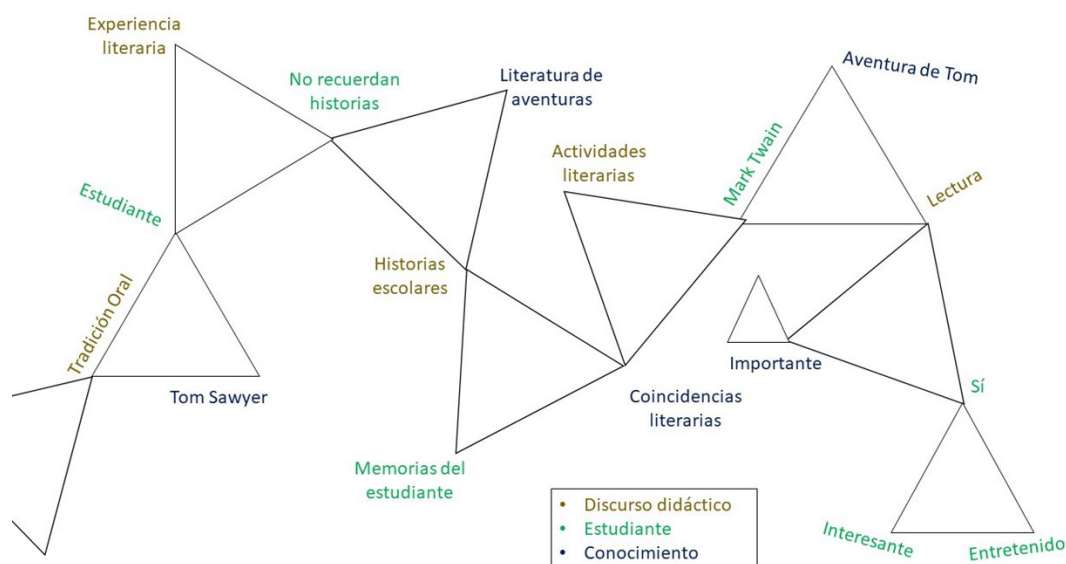 Experiencia
literaria
No recuerdan
historias
Literatura de
aventuras
Aventura de Tom
Actividades
literarias
Mark Twain
Lectura
Estudiante
Historias
escolares
Tradición Oral
Tom Sawyer
Importante
Coincidencias
literarias
Sí
Memorias del
estudiante
• Discurso didáctico
• Estudiante
• Conocimiento
Interesante
Entretenido